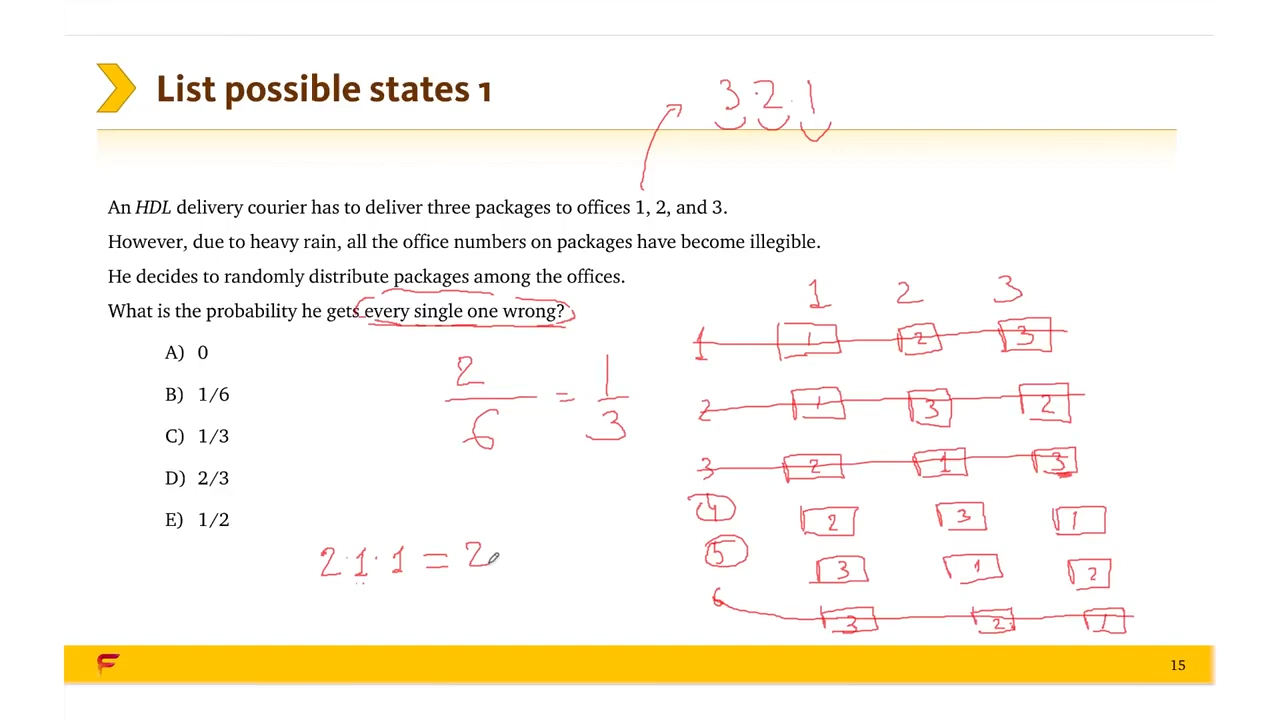 List possible states 1
3 · 2 · 1
An HDL delivery courier has to deliver three packages to offices 1, 2, and 3.
However, due to heavy rain, all the office numbers on packages have become illegible.
He decides to randomly distribute packages among the offices.
What is the probability he gets every single one wrong?
A) 0
B) 1/6
C) 1/3
D) 2/3
E) 1/2
2/6 = 1/3
2 · 1 · 1 = 2
1 2 3
1 1 2 3
2 1 3 2
3 2 1 3
4 2 3 1
5 3 1 2
6 3 2 1
15